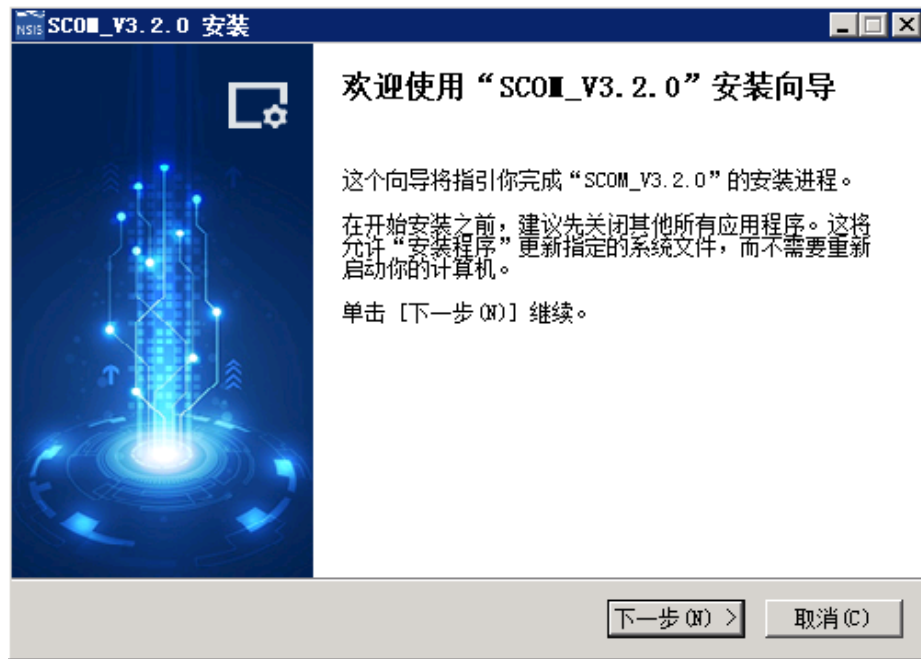 NSIS SCOM_V3.2.0 安装
欢迎使用“SCOM_V3.2.0”安装向导
这个向导将指引你完成“SCOM_V3.2.0”的安装进程。
在开始安装之前，建议先关闭其他所有应用程序。这将
允许“安装程序”更新指定的系统文件，而不需要重新
启动你的计算机。
单击 [下一步(N)] 继续。
下一步(N) >
取消(C)